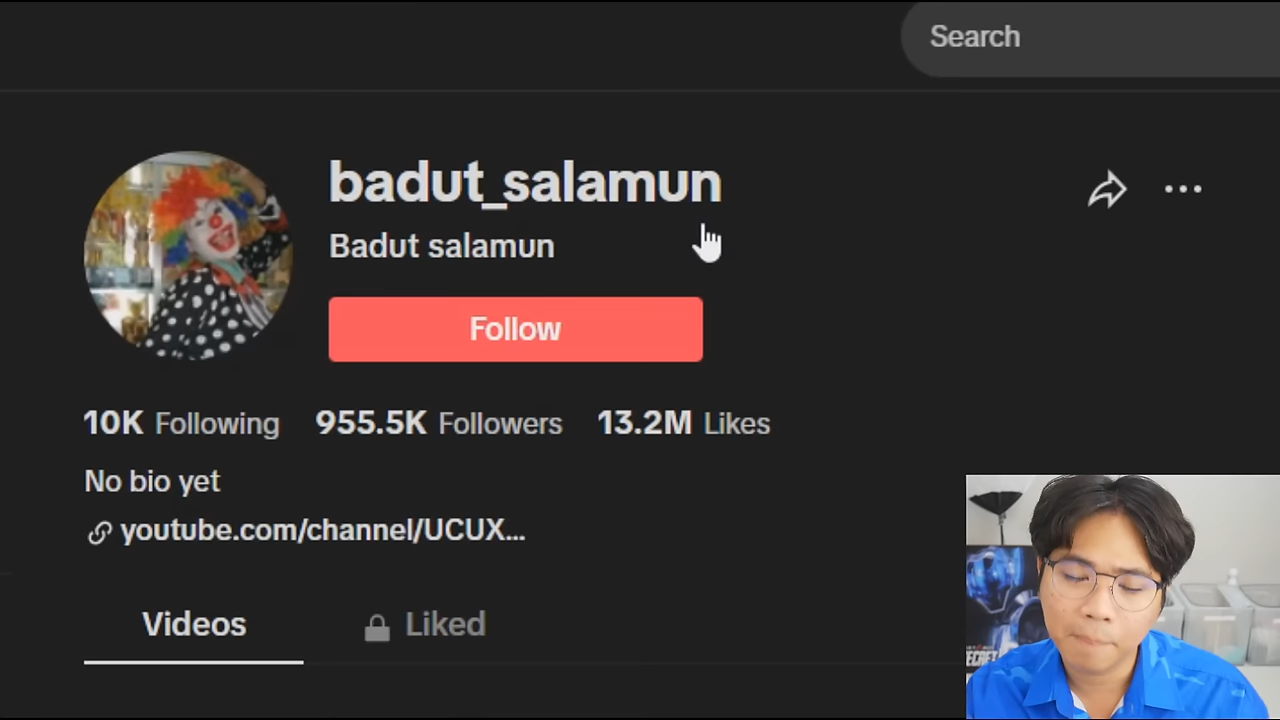 Search
badut_salamun
Badut salamun
Follow
10K Following 955.5K Followers 13.2M Likes
No bio yet
youtube.com/channel/UCUX...
Videos Liked